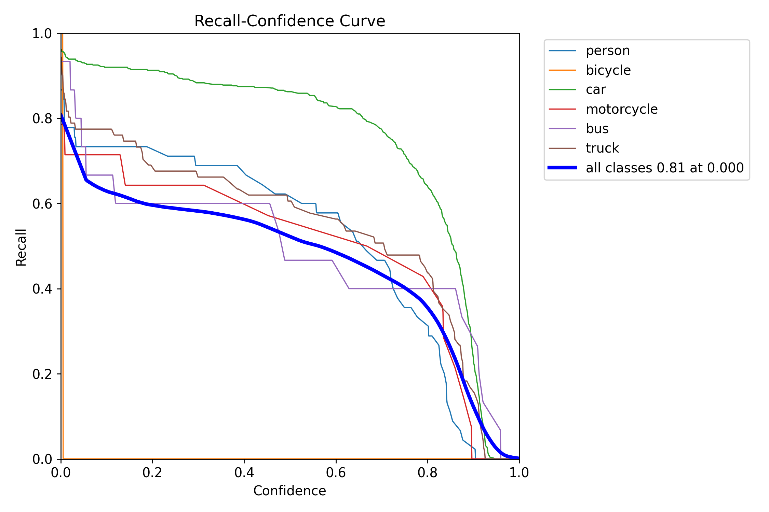 Recall-Confidence Curve
1.0
0.8
0.6
0.4
0.2
0.0
Recall
0.0 0.2 0.4 0.6 0.8 1.0
Confidence
person
bicycle
car
motorcycle
bus
truck
all classes 0.81 at 0.000